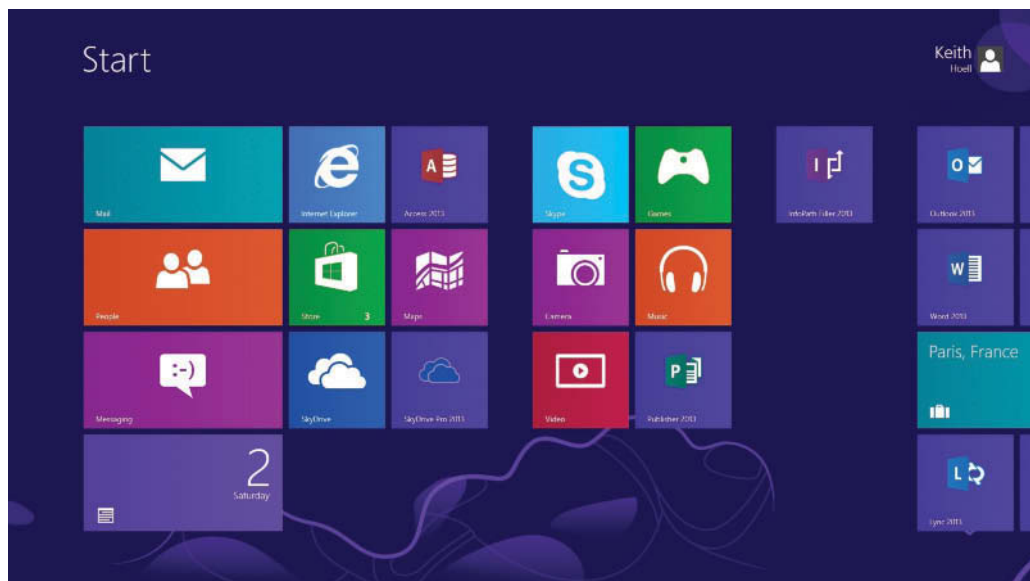 Start
Keith
Hoell
Mail
Internet Explorer
Access 2013
Skype
Games
InfoPath Filler 2013
Outlook 2013
People
Store 3
Maps
Camera
Music
Word 2013
Messaging
:-)
SkyDrive
SkyDrive Pro 2013
Video
Publisher 2013
Paris, France
2
Saturday
Lync 2013